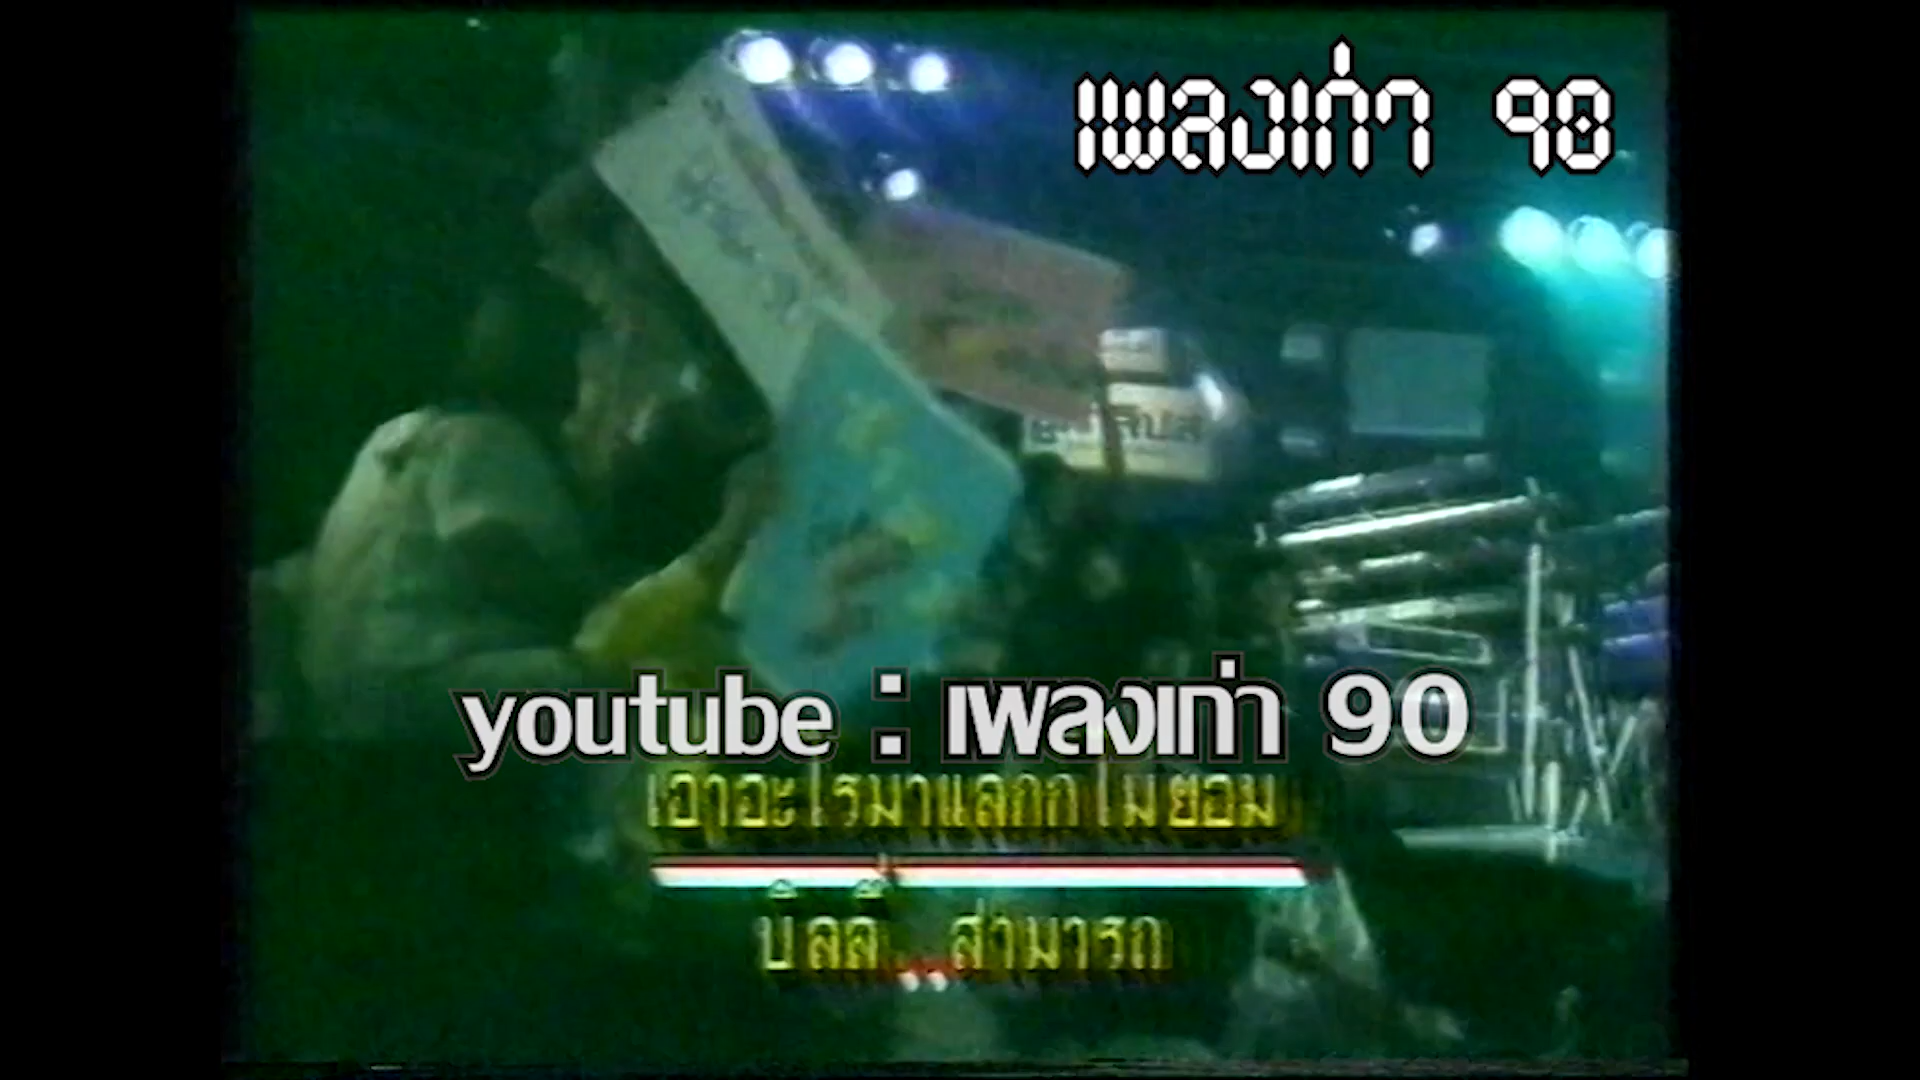 เพลงเก่า 90
youtube : เพลงเก่า 90
เอาอะไรมาแลกก็ไม่ยอม
บิลลี่..สามารถ